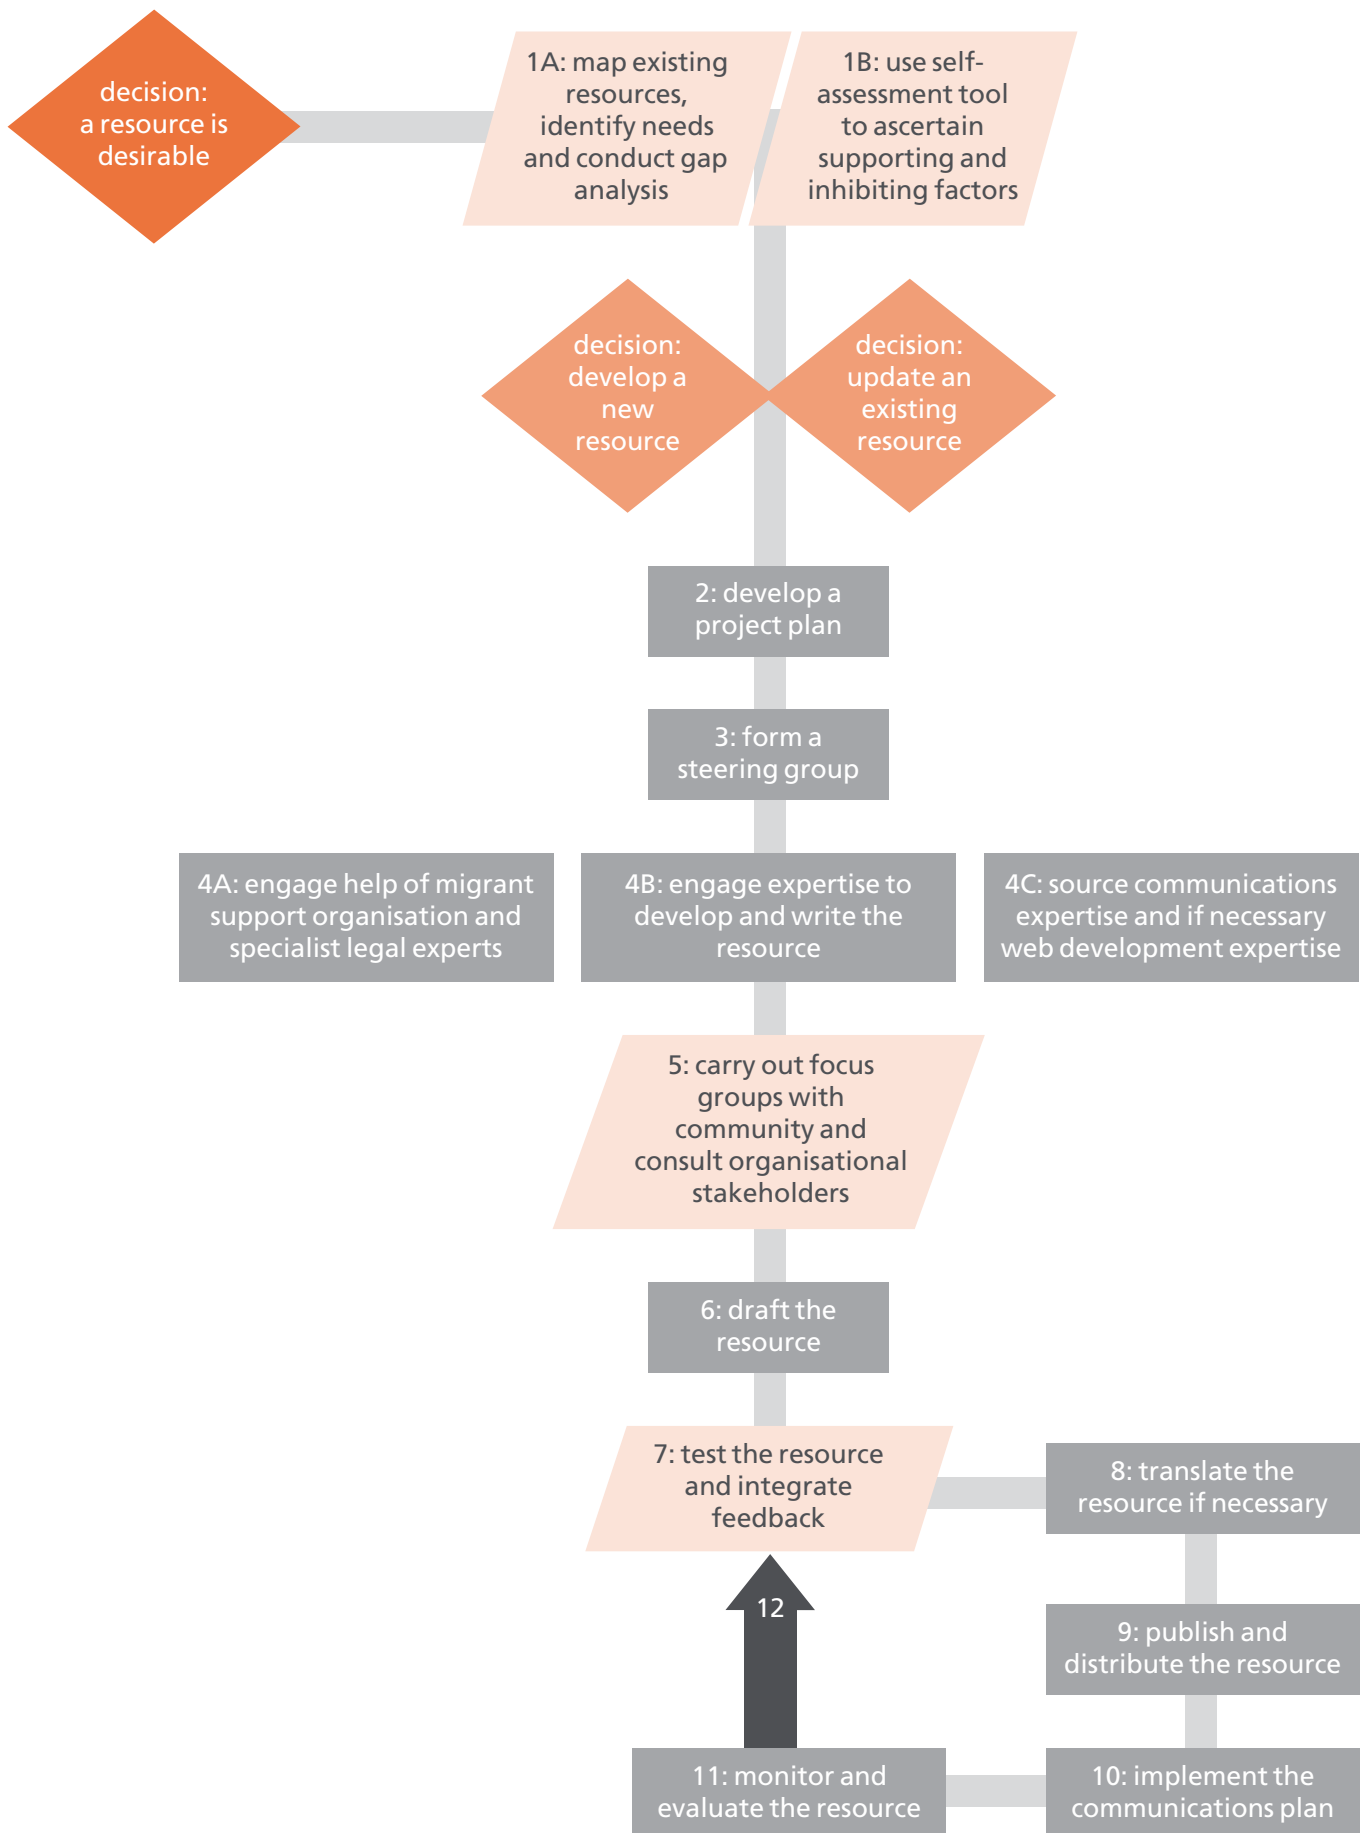 decision:
a resource is
desirable
1A: map existing
resources,
identify needs
and conduct gap
analysis
1B: use self-
assessment tool
to ascertain
supporting and
inhibiting factors
decision:
develop a
new
resource
decision:
update an
existing
resource
2: develop a
project plan
3: form a
steering group
4A: engage help of migrant
support organisation and
specialist legal experts
4B: engage expertise to
develop and write the
resource
4C: source communications
expertise and if necessary
web development expertise
5: carry out focus
groups with
community and
consult organisational
stakeholders
6: draft the
resource
7: test the resource
and integrate
feedback
8: translate the
resource if necessary
9: publish and
distribute the resource
10: implement the
communications plan
11: monitor and
evaluate the resource
12